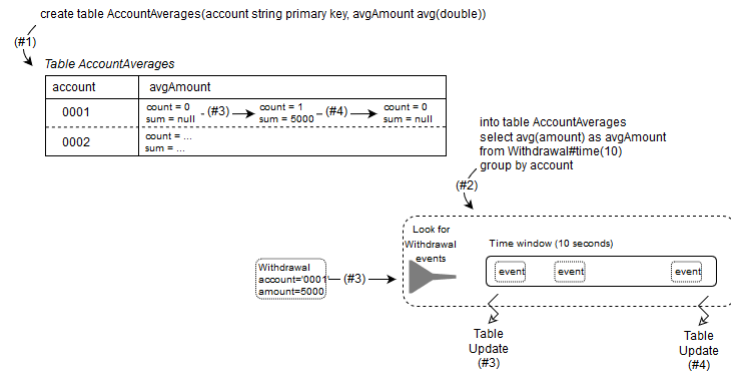 create table AccountAverages(account string primary key, avgAmount avg(double))
(#1)
Table AccountAverages
account avgAmount
0001
count = 0
sum = null
- (#3)
count = 1
sum = 5000
- (#4)
count = 0
sum = null
0002
count = ...
sum = ...
into table AccountAverages
select avg(amount) as avgAmount
from Withdrawal#time(10)
group by account
(#2)
Look for
Withdrawal
events
Time window (10 seconds)
event event event
Withdrawal
account='0001'
amount=5000
(#3)
Table
Update
(#3)
Table
Update
(#4)